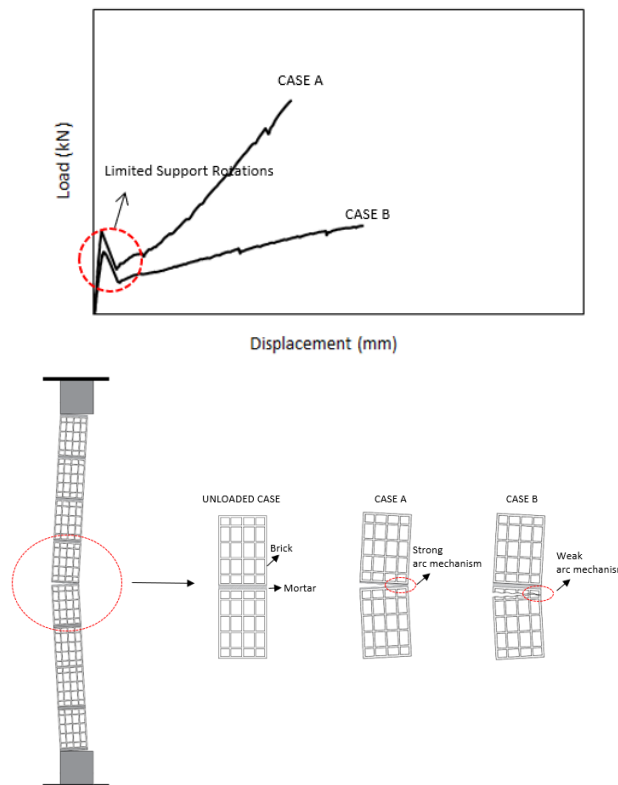 CASE A
Load (kN)
Limited Support Rotations
CASE B
Displacement (mm)
UNLOADED CASE
CASE A
CASE B
Brick
Mortar
Strong
arc mechanism
Weak
arc mechanism